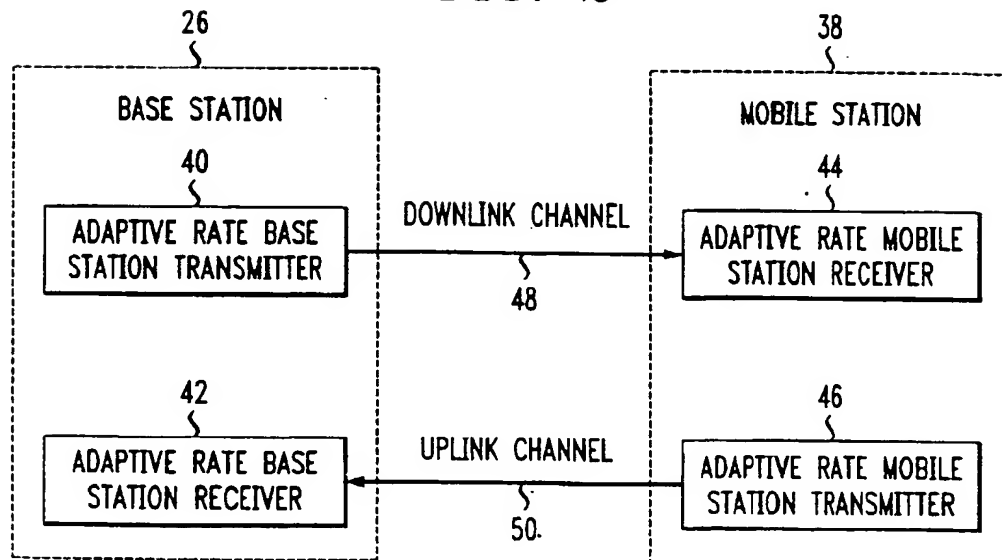 26
38
BASE STATION
MOBILE STATION
40
44
ADAPTIVE RATE BASE
STATION TRANSMITTER
DOWNLINK CHANNEL
48
ADAPTIVE RATE MOBILE
STATION RECEIVER
42
46
ADAPTIVE RATE BASE
STATION RECEIVER
UPLINK CHANNEL
50.
ADAPTIVE RATE MOBILE
STATION TRANSMITTER